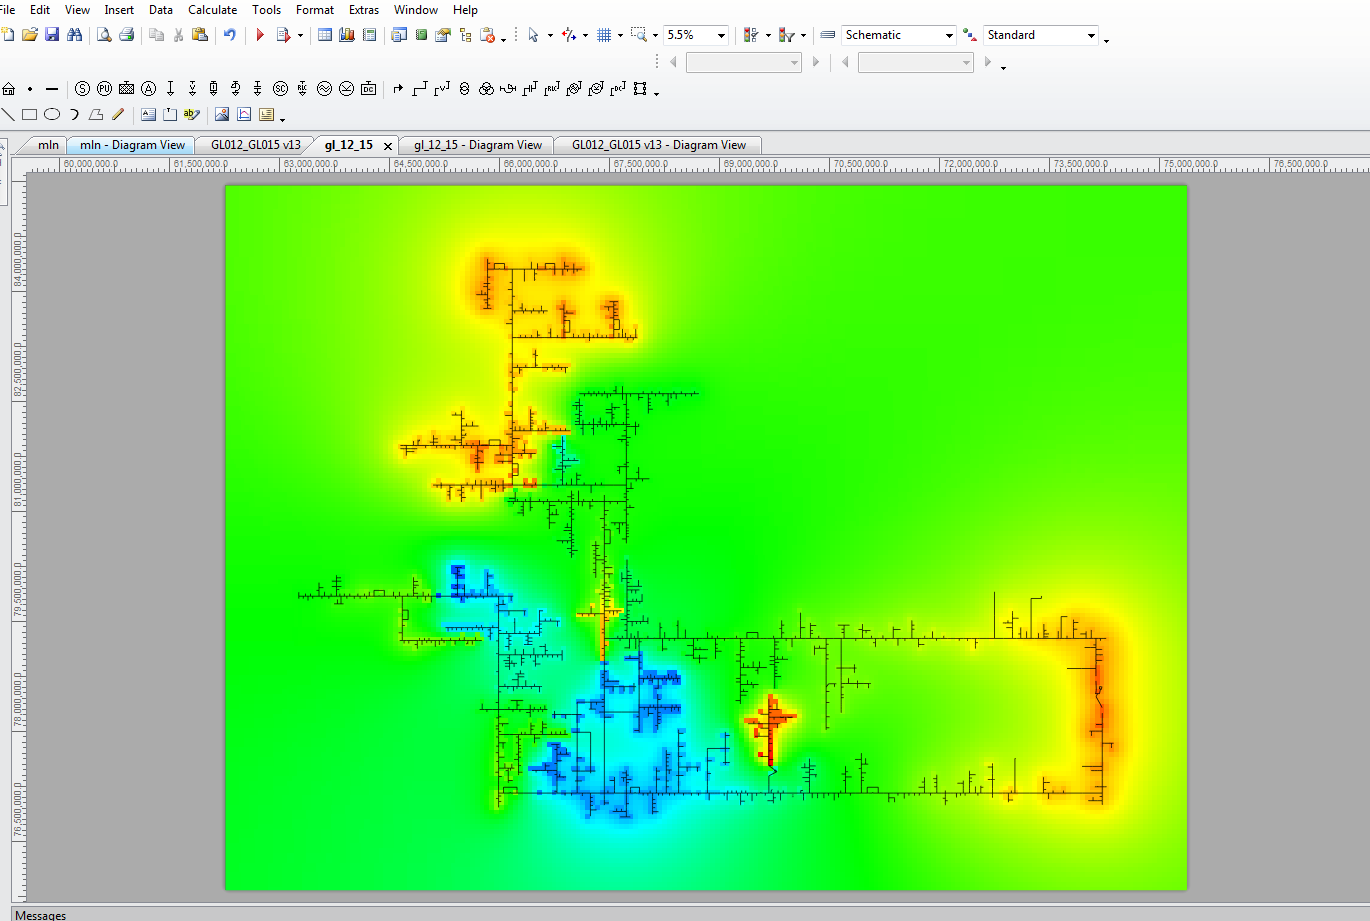 File Edit View Insert Data Calculate Tools Format Extras Window Help
5.5% Schematic Standard
S PU A SC RLC DC
ab
mln mln - Diagram View GL012_GL015 v13 gl_12_15 gl_12_15 - Diagram View GL012_GL015 v13 - Diagram View
60,000,000.0 61,500,000.0 63,000,000.0 64,500,000.0 66,000,000.0 67,500,000.0 69,000,000.0 70,500,000.0 72,000,000.0 73,500,000.0 75,000,000.0 76,500,000.0
84,000,000.0
82,500,000.0
81,000,000.0
79,500,000.0
78,000,000.0
76,500,000.0
Messages